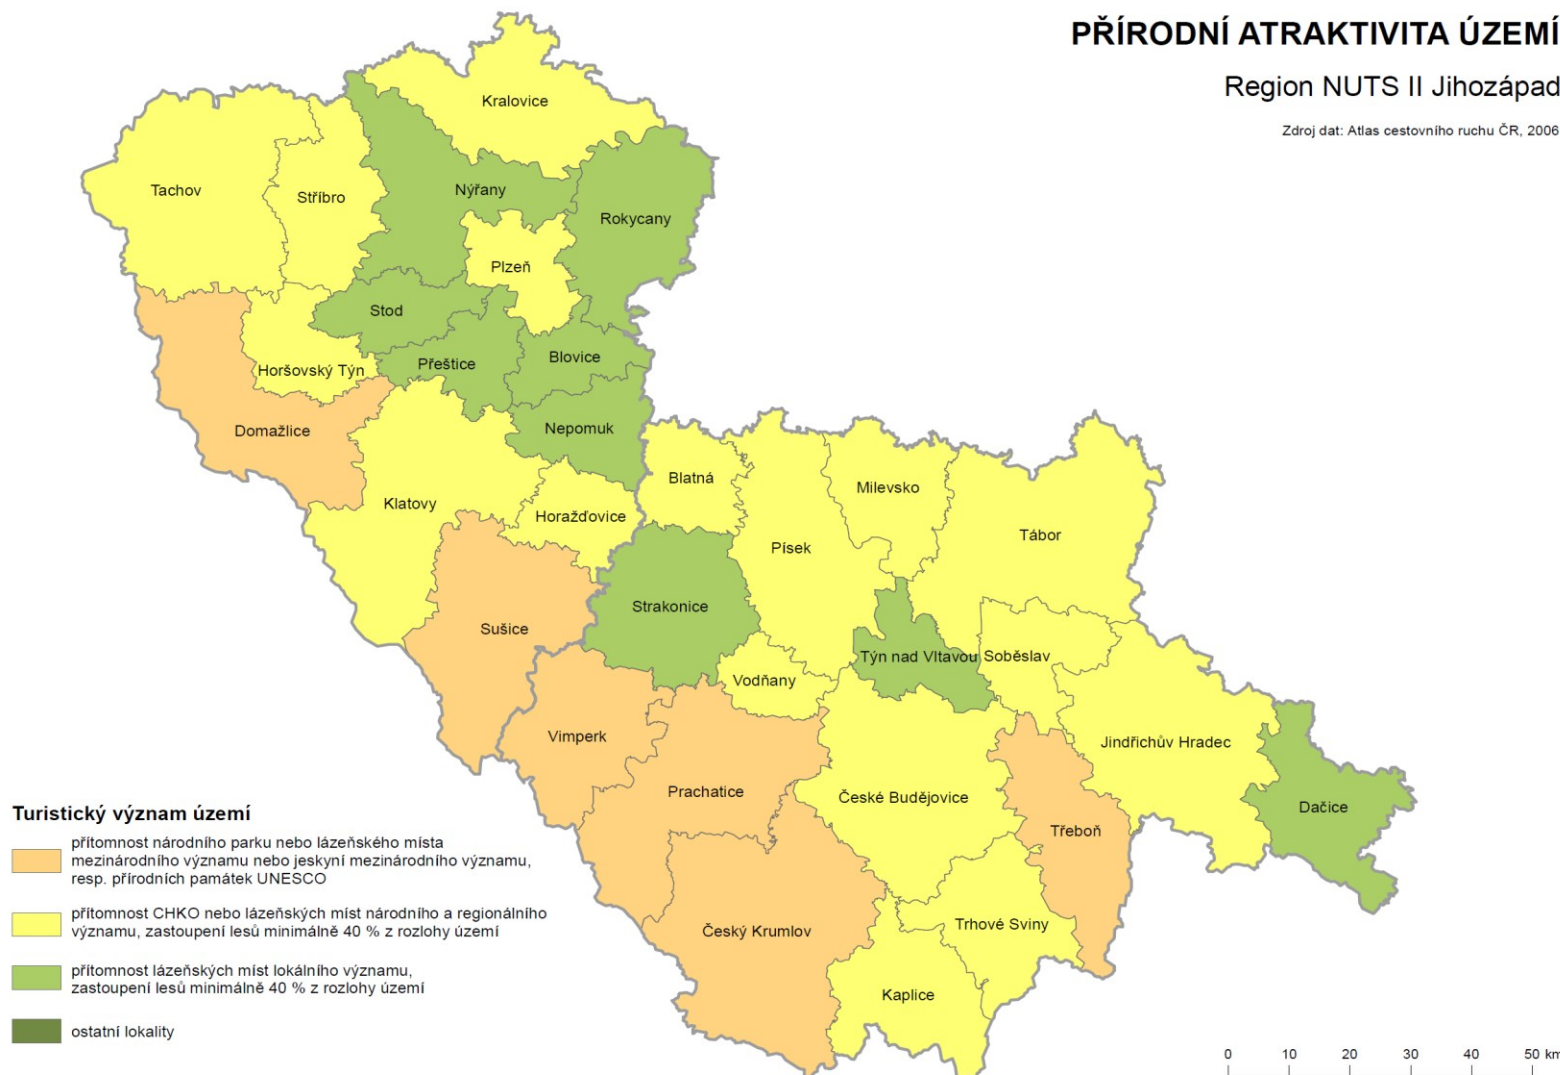 PŘÍRODNÍ ATRAKTIVITA ÚZEMÍ
Region NUTS II Jihozápad
Zdroj dat: Atlas cestovního ruchu ČR, 2006
Kralovice
Tachov
Stříbro
Nýřany
Rokycany
Plzeň
Stod
Přeštice
Blovice
Horšovský Týn
Domažlice
Nepomuk
Klatovy
Horažďovice
Blatná
Milevsko
Písek
Tábor
Strakonice
Sušice
Týn nad Vltavou
Soběslav
Vodňany
Vimperk
Jindřichův Hradec
Prachatice
České Budějovice
Dačice
Třeboň
Český Krumlov
Trhové Sviny
Kaplice
Turistický význam území
přítomnost národního parku nebo lázeňského místa
mezinárodního významu nebo jeskyní mezinárodního významu,
resp. přírodních památek UNESCO
přítomnost CHKO nebo lázeňských míst národního a regionálního
významu, zastoupení lesů minimálně 40 % z rozlohy území
přítomnost lázeňských míst lokálního významu,
zastoupení lesů minimálně 40 % z rozlohy území
ostatní lokality
0 10 20 30 40 50 km